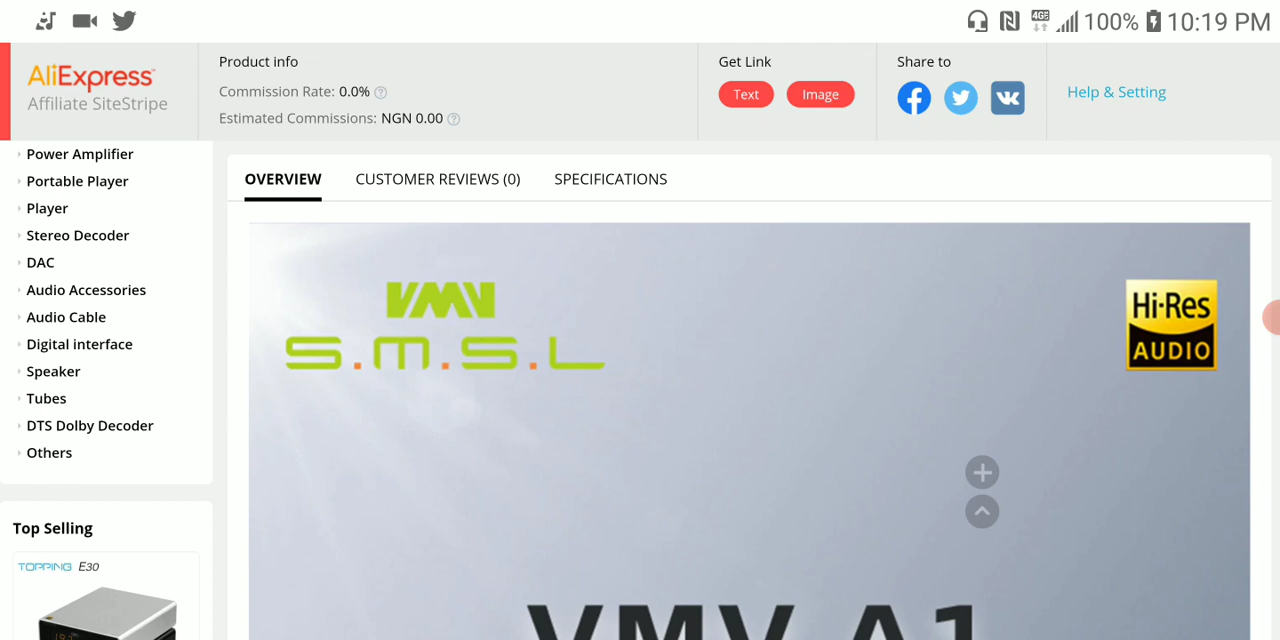 4GE 100% 10:19 PM
AliExpress
Affiliate SiteStripe
Product info
Commission Rate: 0.0% ?
Estimated Commissions: NGN 0.00 ?
Get Link
Text Image
Share to
Help & Setting
Power Amplifier
Portable Player
Player
Stereo Decoder
DAC
Audio Accessories
Audio Cable
Digital interface
Speaker
Tubes
DTS Dolby Decoder
Others
Top Selling
TOPPING E30
OVERVIEW CUSTOMER REVIEWS (0) SPECIFICATIONS
VMV
S.M.S.L
Hi-Res
AUDIO
VMV A1